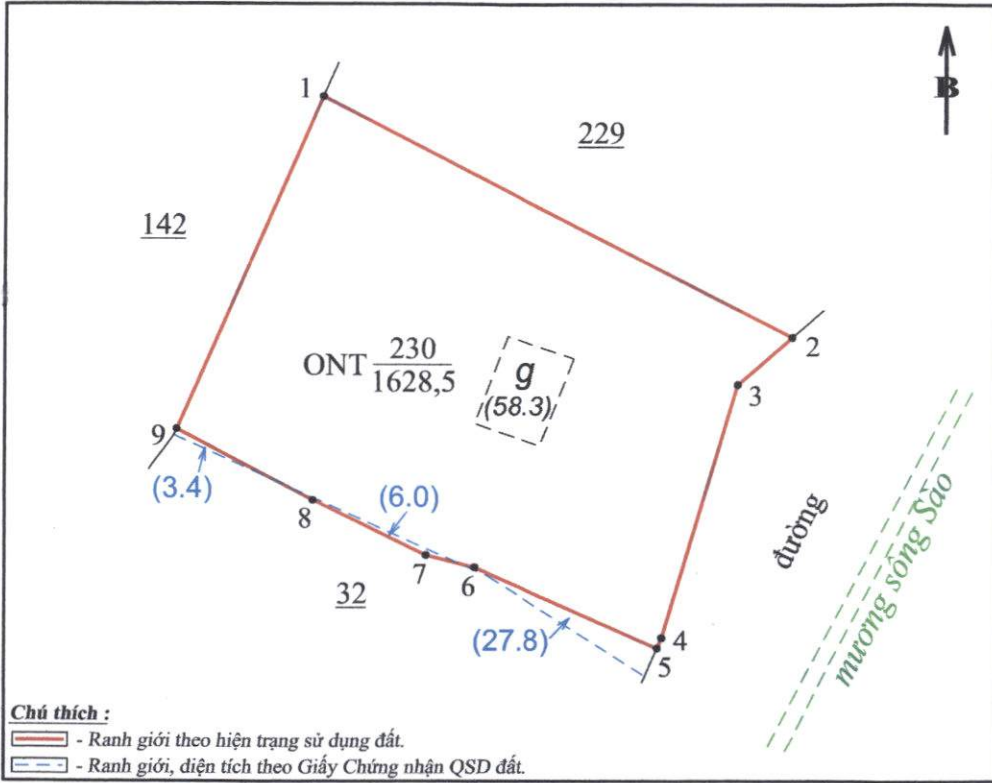 1
B
229
142
2
3
ONT 230
1628,5
g
(58.3)
9
(3.4)
8
(6.0)
7
6
32
(27.8)
4
5
đường
mương sông Sào
Chú thích :
- Ranh giới theo hiện trạng sử dụng đất.
- Ranh giới, diện tích theo Giấy Chứng nhận QSD đất.